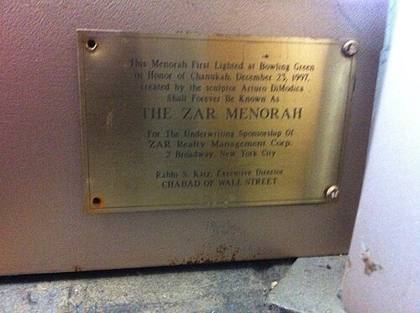 This Menorah First Lighted at Bowling Green
in Honor of Chanukah, December 23, 1997,
created by the sculptor Arturo DiModica
Shall Forever Be Known As
THE ZAR MENORAH
For The Underwriting Sponsorship Of
ZAR Realty Management Corp.
2 Broadway, New York City
Rabbi S. Katz, Executive Director
CHABAD OF WALL STREET